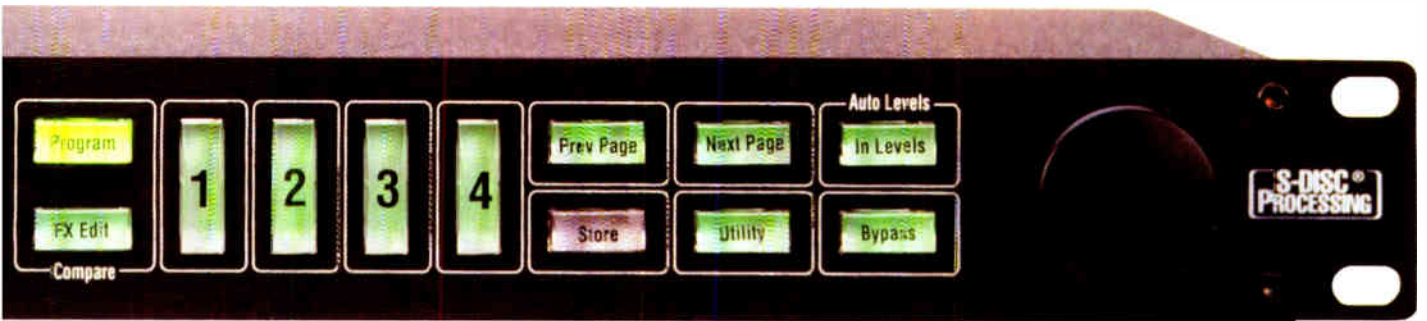 Program
FX Edit
Compare
1
2
3
4
Prev Page
Next Page
Store
Utility
Auto Levels
In Levels
Bypass
S-DISC ®
PROCESSING